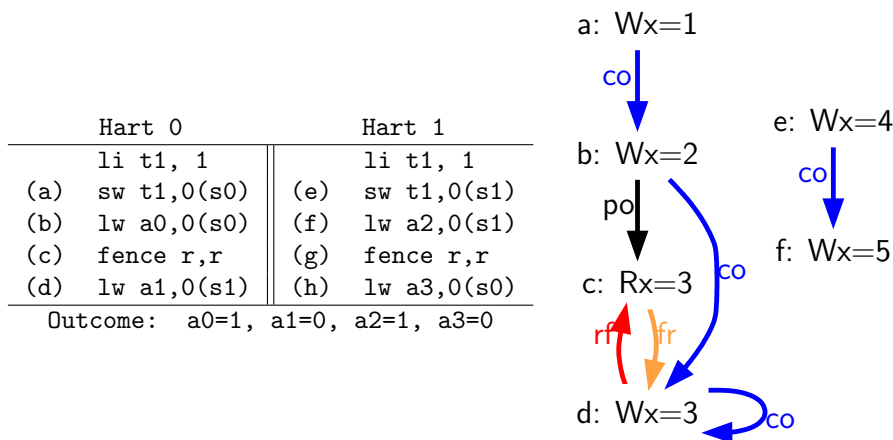 Hart 0 Hart 1
li t1, 1 li t1, 1
(a) sw t1,0(s0) (e) sw t1,0(s1)
(b) lw a0,0(s0) (f) lw a2,0(s1)
(c) fence r,r (g) fence r,r
(d) lw a1,0(s1) (h) lw a3,0(s0)
Outcome: a0=1, a1=0, a2=1, a3=0
a: Wx=1
co
b: Wx=2
po
co
c: Rx=3
rf
fr
d: Wx=3
co
e: Wx=4
co
f: Wx=5